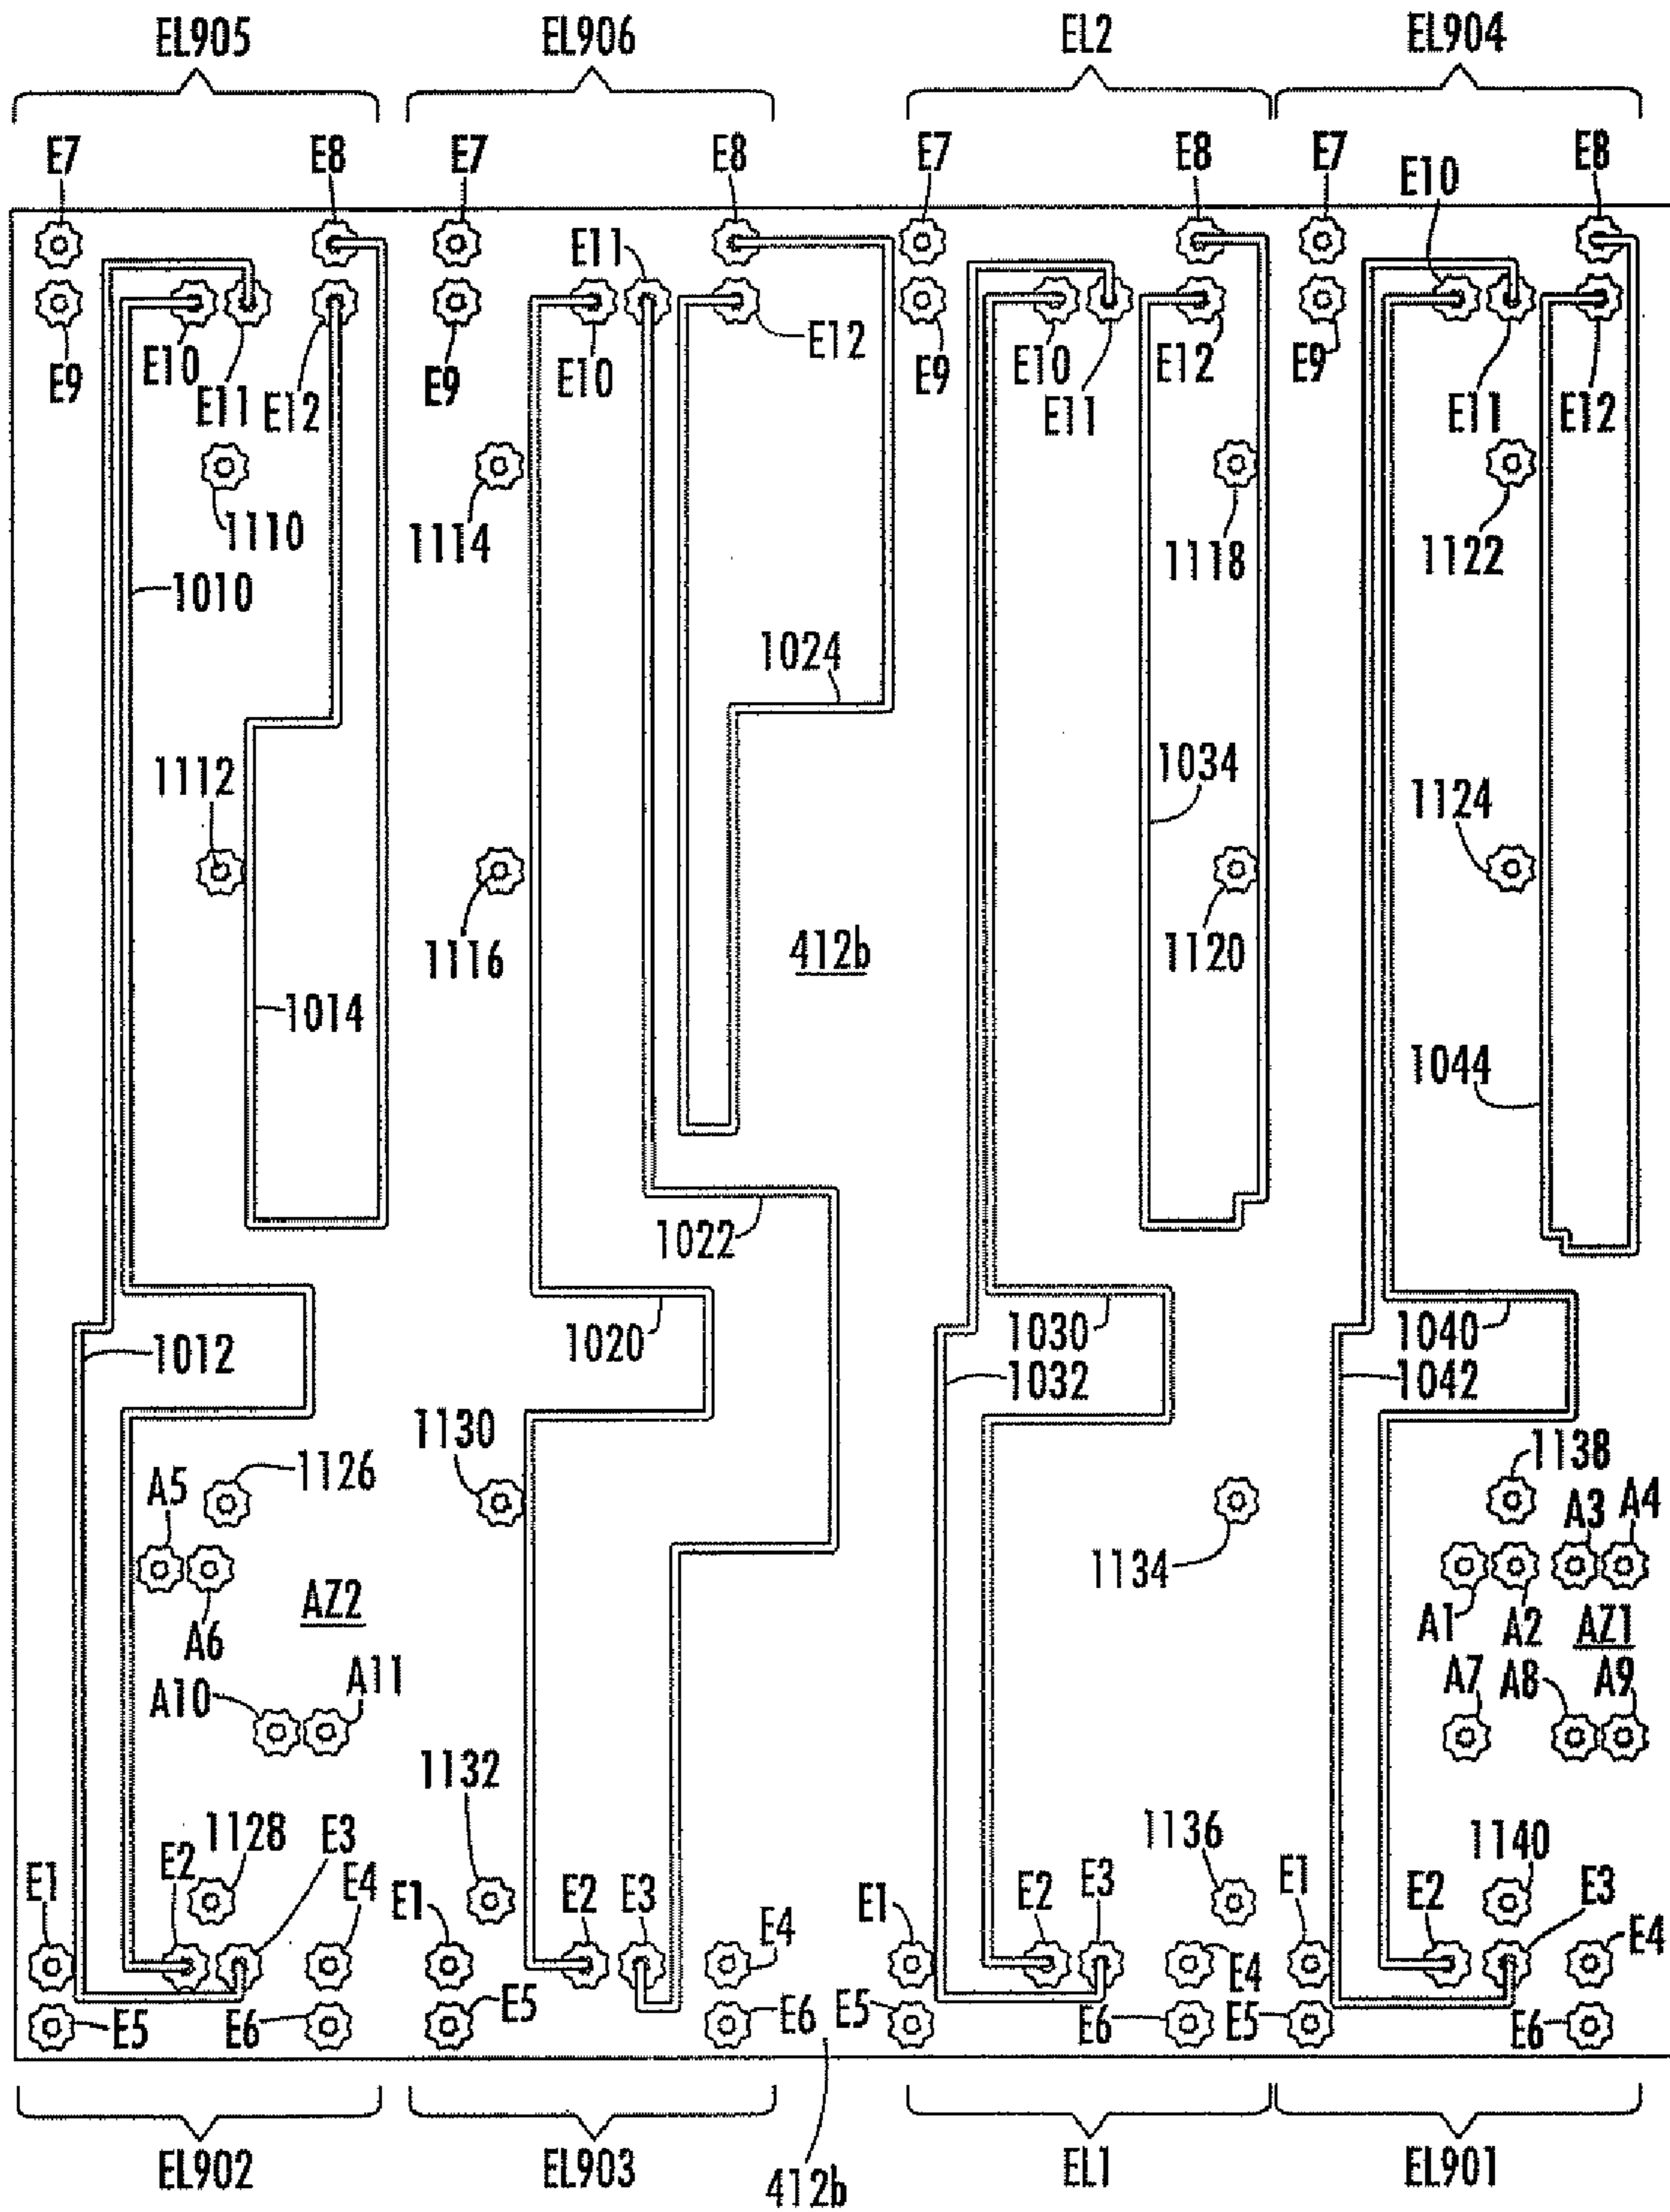 EL905 EL906 EL2 EL904
E7 E8 E7 E8 E7 E8 E7 E10 E8
E11
E9 E10 E11 E12 E9 E10 E12 E9 E10 E11 E12 E9 E11 E12
1110 1114 1118 1122
1010
1024
1112 1034 1124
1116 412b 1120
1014
1044
1022
1012 1020 1030 1040
1032 1042
1130 1138
A5 1126 A3 A4
1134
A6 AZ2 A1 A2 AZ1
A10 A11 A7 A8 A9
1132
E1 E2 1128 E3 E4 E1 E2 E3 E4 E1 E2 E3 1136 E1 E2 1140 E3 E4
E4
E5 E6 E5 E6 E5 E6 E5 E6
EL902 EL903 412b EL1 EL901